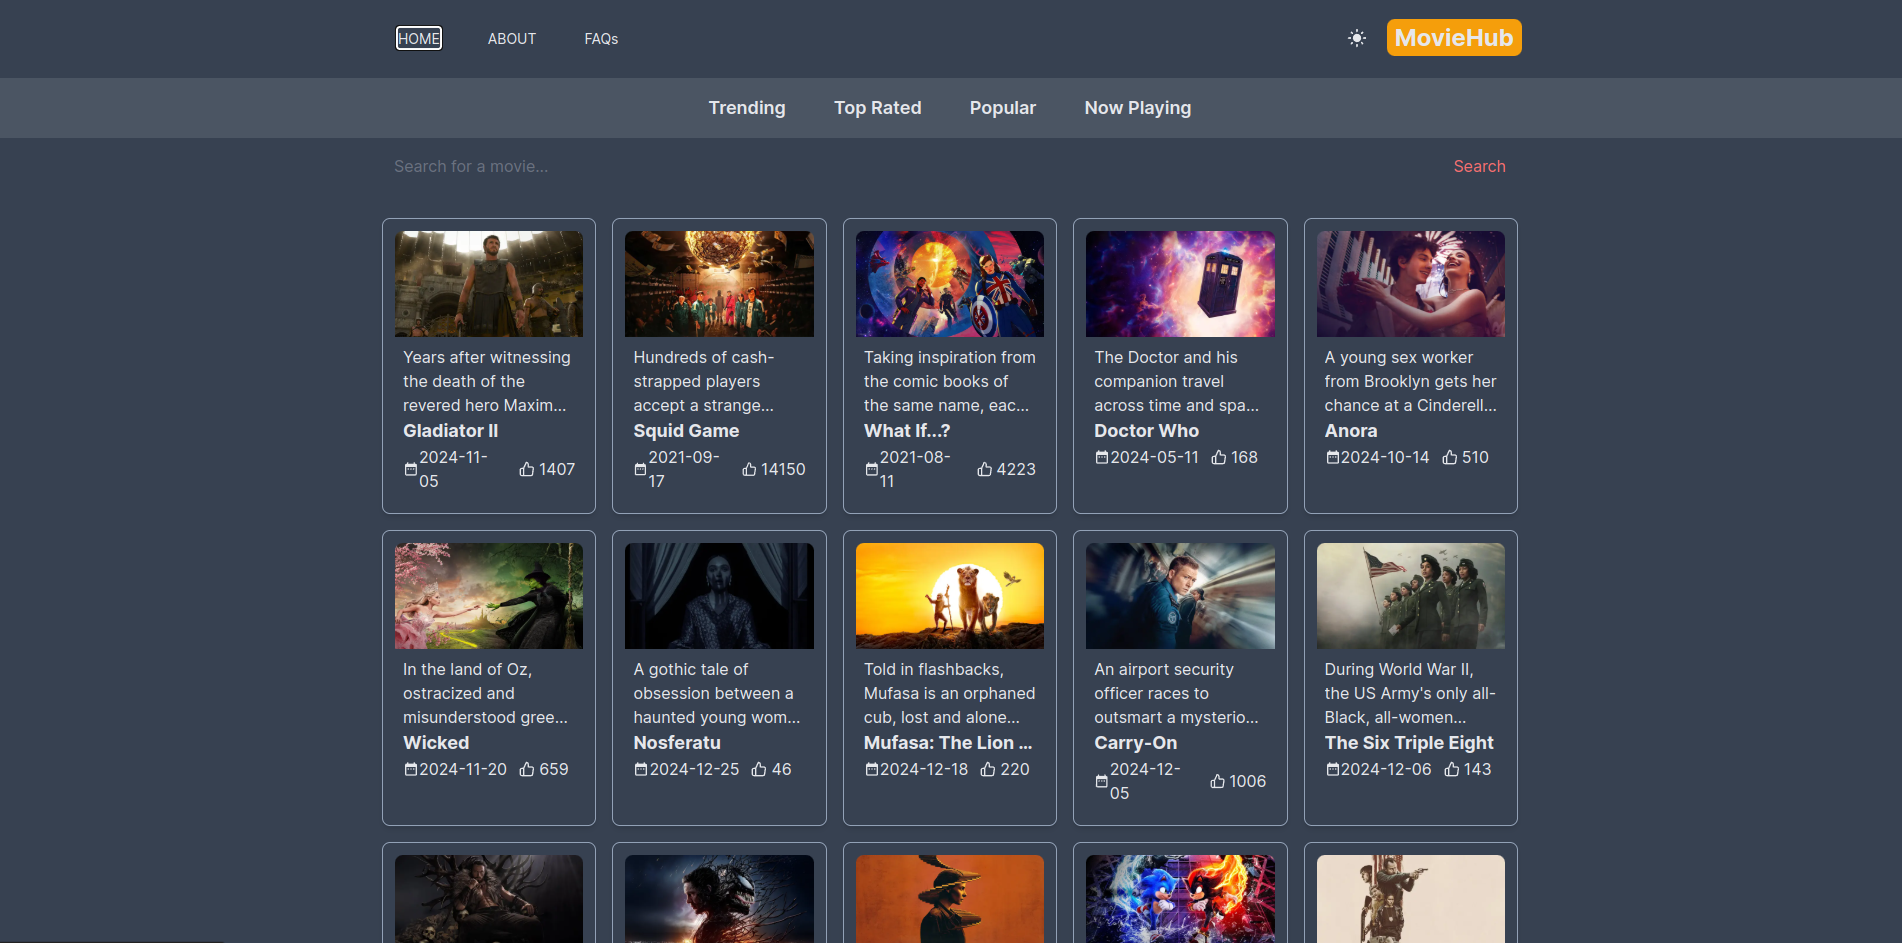 HOME ABOUT FAQs MovieHub
Trending Top Rated Popular Now Playing
Search for a movie... Search
Years after witnessing
the death of the
revered hero Maxim...
Gladiator II
2024-11-
05
1407
Hundreds of cash-
strapped players
accept a strange...
Squid Game
2021-09-
17
14150
Taking inspiration from
the comic books of
the same name, eac...
What If...?
2021-08-
11
4223
The Doctor and his
companion travel
across time and spa...
Doctor Who
2024-05-11 168
A young sex worker
from Brooklyn gets her
chance at a Cinderell...
Anora
2024-10-14 510
In the land of Oz,
ostracized and
misunderstood gree...
Wicked
2024-11-20 659
A gothic tale of
obsession between a
haunted young wom...
Nosferatu
2024-12-25 46
Told in flashbacks,
Mufasa is an orphaned
cub, lost and alone...
Mufasa: The Lion ...
2024-12-18 220
An airport security
officer races to
outsmart a mysterio...
Carry-On
2024-12-
05
1006
During World War II,
the US Army's only all-
Black, all-women...
The Six Triple Eight
2024-12-06 143